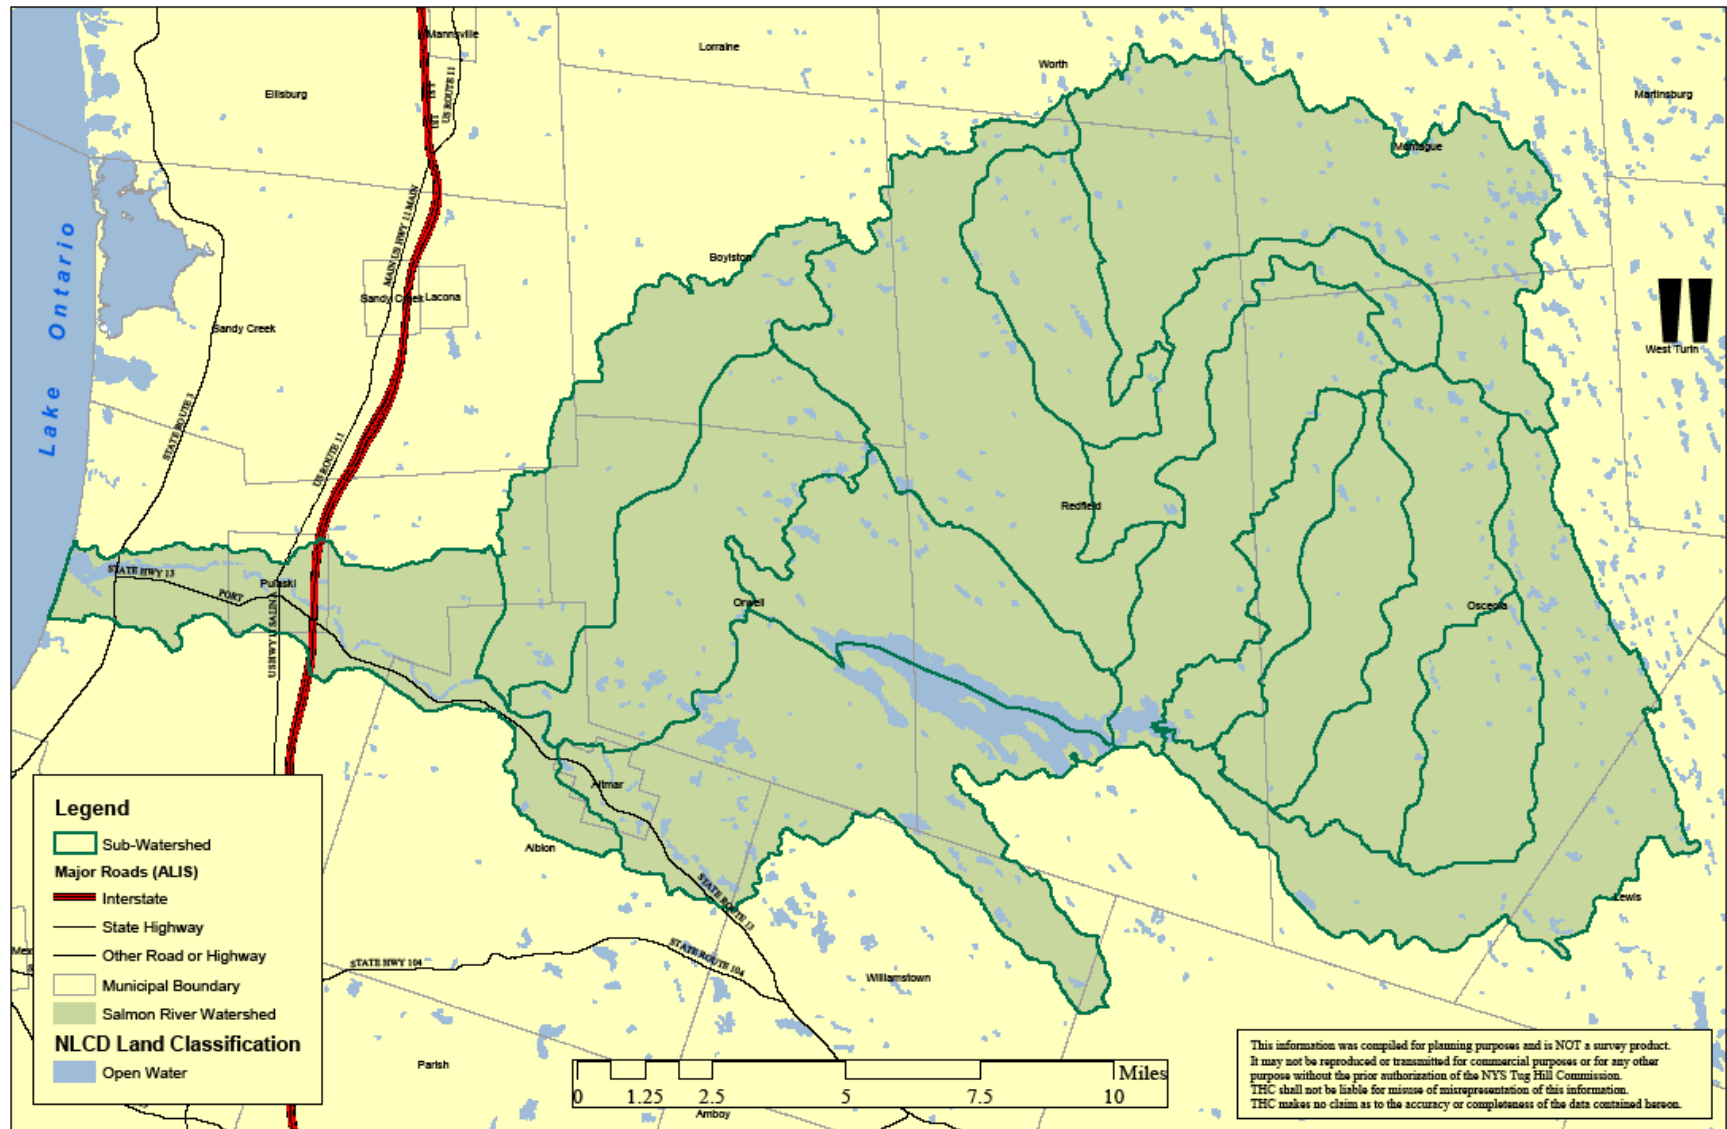 Mannsville
Lorraine
Worth
Ellisburg
Martinsburg
IST 81
US ROUTE 11
Montague
MAIN US HWY 11 MAIN
Lake Ontario
Boylston
Sandy Creek
Lacona
Sandy Creek
West Turin
STATE ROUTE 3
US ROUTE 11
Redfield
STATE HWY 13
Pulaski
PORT
Orwell
Osceola
USHWY 11 SALINA
Altmar
Albion
STATE ROUTE 13
Lewis
STATE ROUTE 104
STATE HWY 104
Williamstown
Mex
Parish
Amboy
Legend
Sub-Watershed
Major Roads (ALIS)
Interstate
State Highway
Other Road or Highway
Municipal Boundary
Salmon River Watershed
NLCD Land Classification
Open Water
Miles
0 1.25 2.5 5 7.5 10
This information was compiled for planning purposes and is NOT a survey product.
It may not be reproduced or transmitted for commercial purposes or for any other
purpose without the prior authorization of the NYS Tug Hill Commission.
THC shall not be liable for misuse of misrepresentation of this information.
THC makes no claim as to the accuracy or completeness of the data contained hereon.